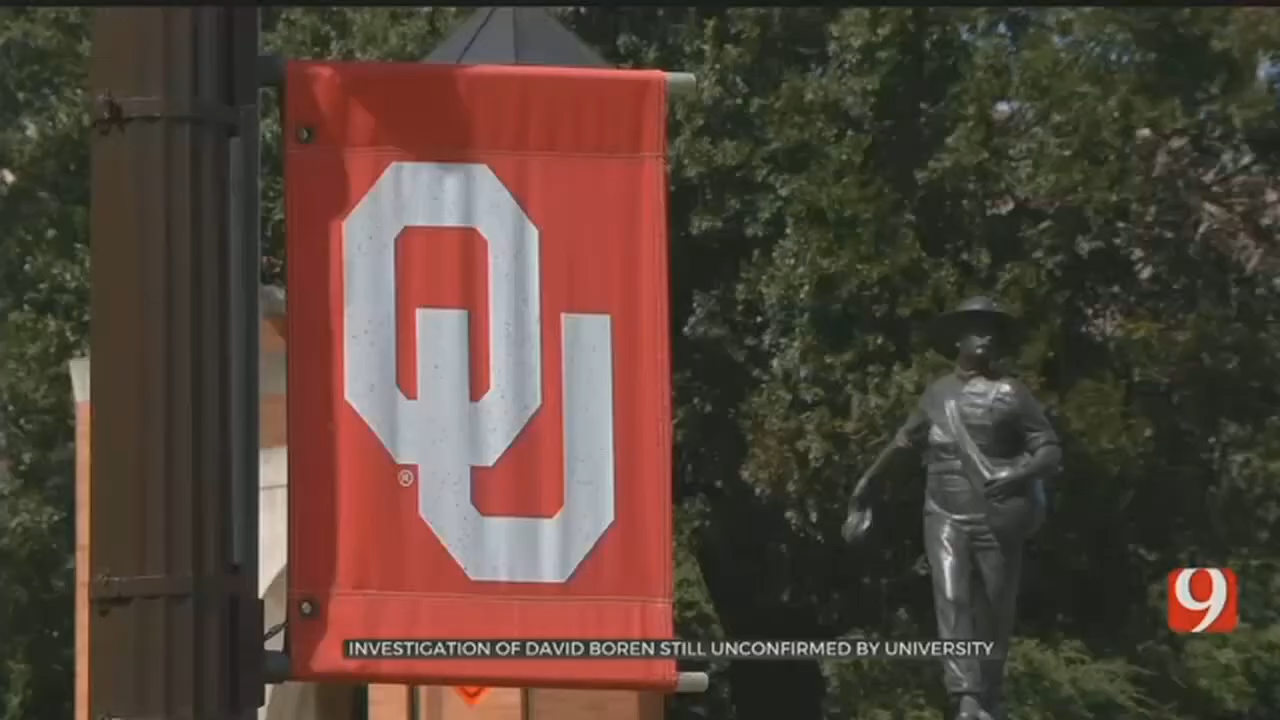 OU
®
INVESTIGATION OF DAVID BOREN STILL UNCONFIRMED BY UNIVERSITY
9